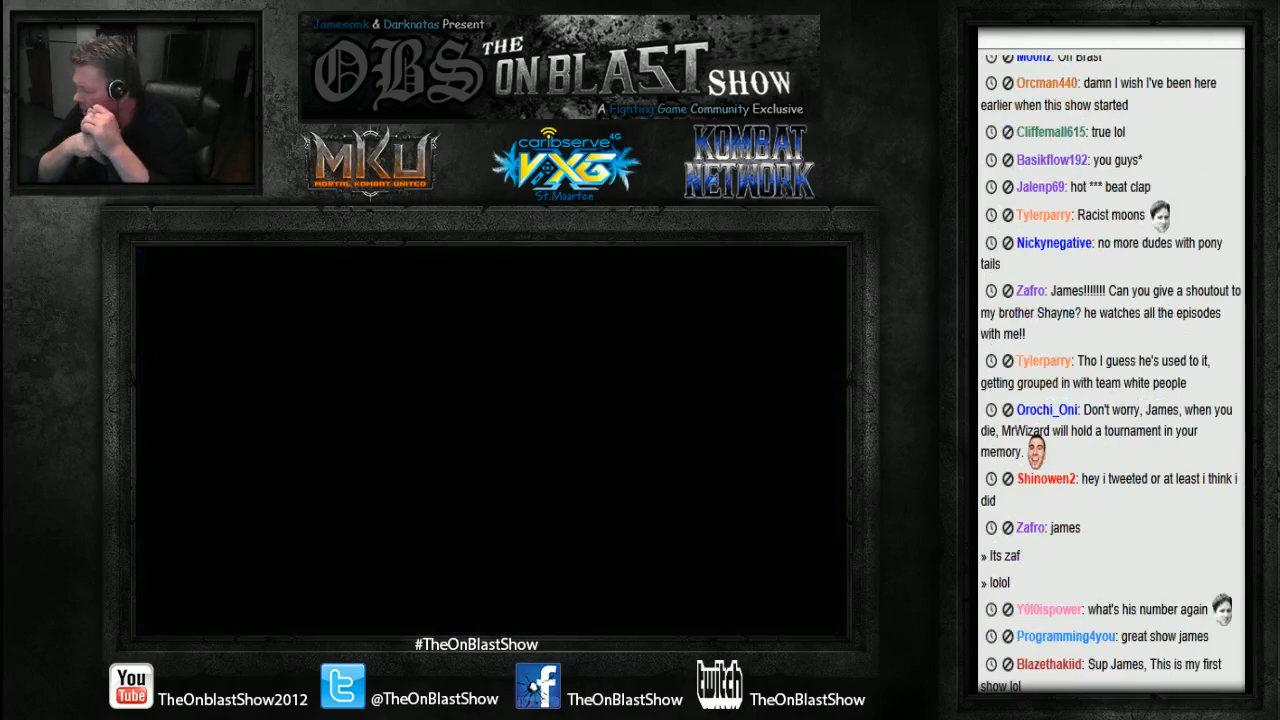 Jamessmk & Darknatas Present
OBS THE ON BLAST SHOW
A Fighting Game Community Exclusive
MKU
MORTAL KOMBAT UNITED
caribserve 4G
VXG
St.Maarten
KOMBAT
NETWORK
#TheOnBlastShow
You
Tube
TheOnblastShow2012
@TheOnBlastShow
TheOnBlastShow
twitch
TheOnBlastShow
Moonz: On Blast
Orcman440: damn I wish I've been here
earlier when this show started
Cliffemall615: true lol
Basikflow192: you guys*
Jalenp69: hot *** beat clap
Tylerparry: Racist moons
Nickynegative: no more dudes with pony
tails
Zafro: James!!!!!!! Can you give a shoutout to
my brother Shayne? he watches all the episodes
with me!!
Tylerparry: Tho I guess he's used to it,
getting grouped in with team white people
Orochi_Oni: Don't worry, James, when you
die, MrWizard will hold a tournament in your
memory.
Shinowen2: hey i tweeted or at least i think i
did
Zafro: james
» Its zaf
» lolol
Y0l0ispower: what's his number again
Programming4you: great show james
Blazethakiid: Sup James, This is my first
show lol